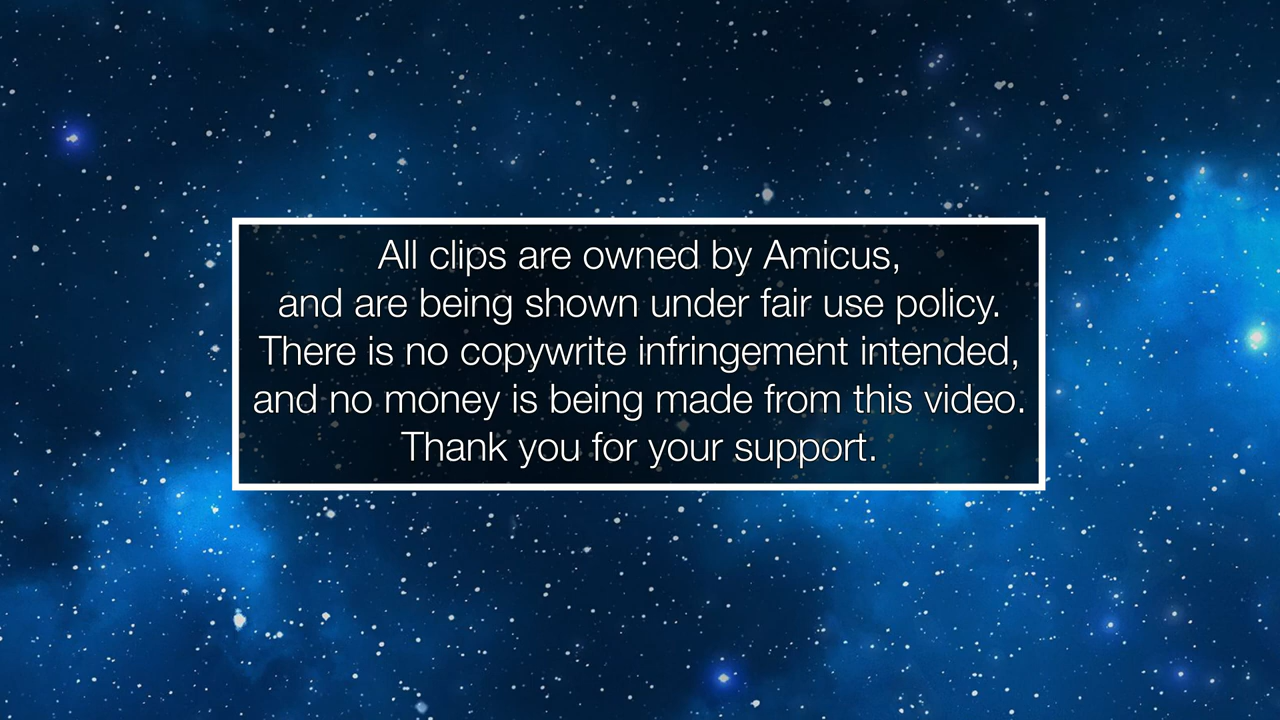 All clips are owned by Amicus,
and are being shown under fair use policy.
There is no copywrite infringement intended,
and no money is being made from this video.
Thank you for your support.